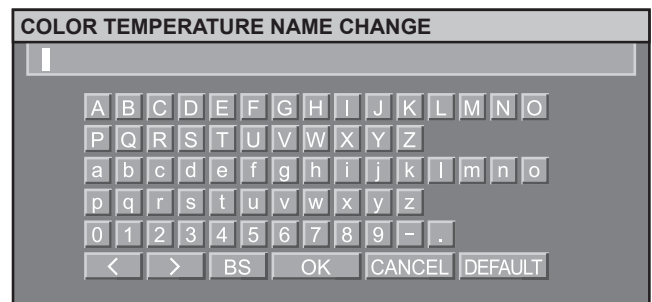 COLOR TEMPERATURE NAME CHANGE
A B C D E F G H I J K L M N O
P Q R S T U V W X Y Z
a b c d e f g h i j k l m n o
p q r s t u v w x y z
0 1 2 3 4 5 6 7 8 9 - .
< > BS OK CANCEL DEFAULT